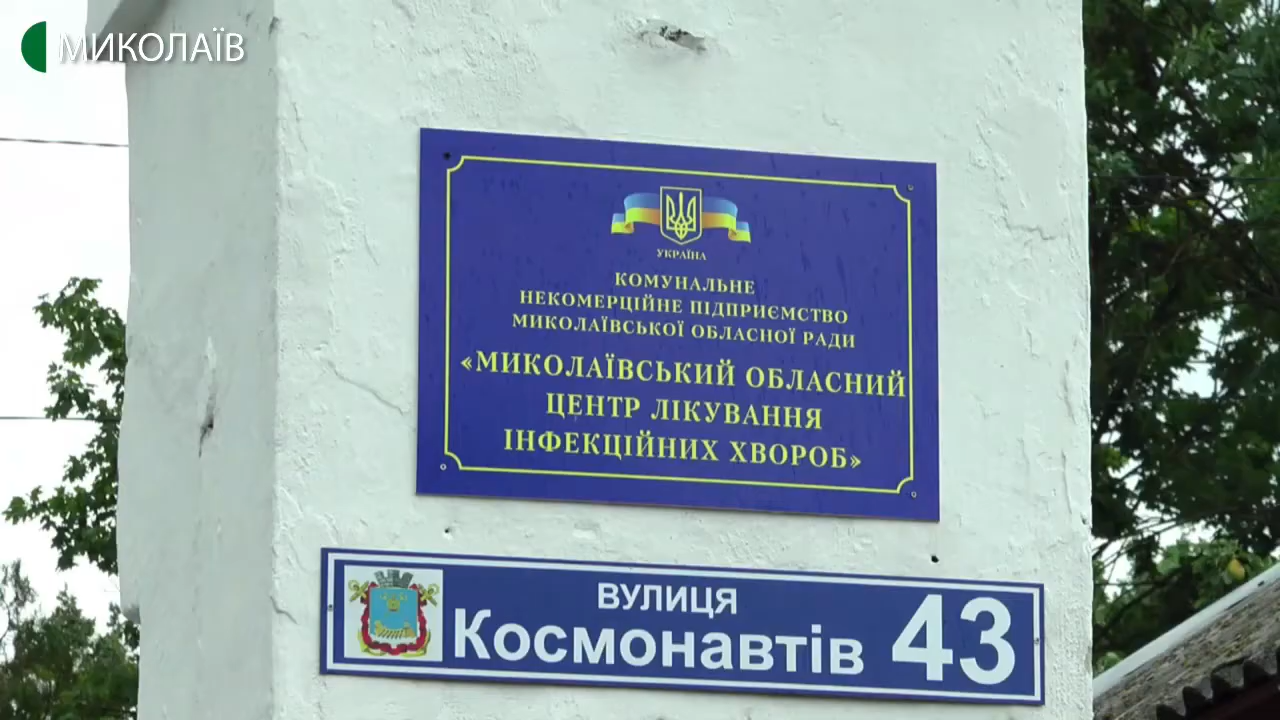 МИКОЛАЇВ
УКРАЇНА
КОМУНАЛЬНЕ
НЕКОМЕРЦІЙНЕ ПІДПРИЄМСТВО
МИКОЛАЇВСЬКОЇ ОБЛАСНОЇ РАДИ
«МИКОЛАЇВСЬКИЙ ОБЛАСНИЙ
ЦЕНТР ЛІКУВАННЯ
ІНФЕКЦІЙНИХ ХВОРОБ»
ВУЛИЦЯ
Космонавтів 43